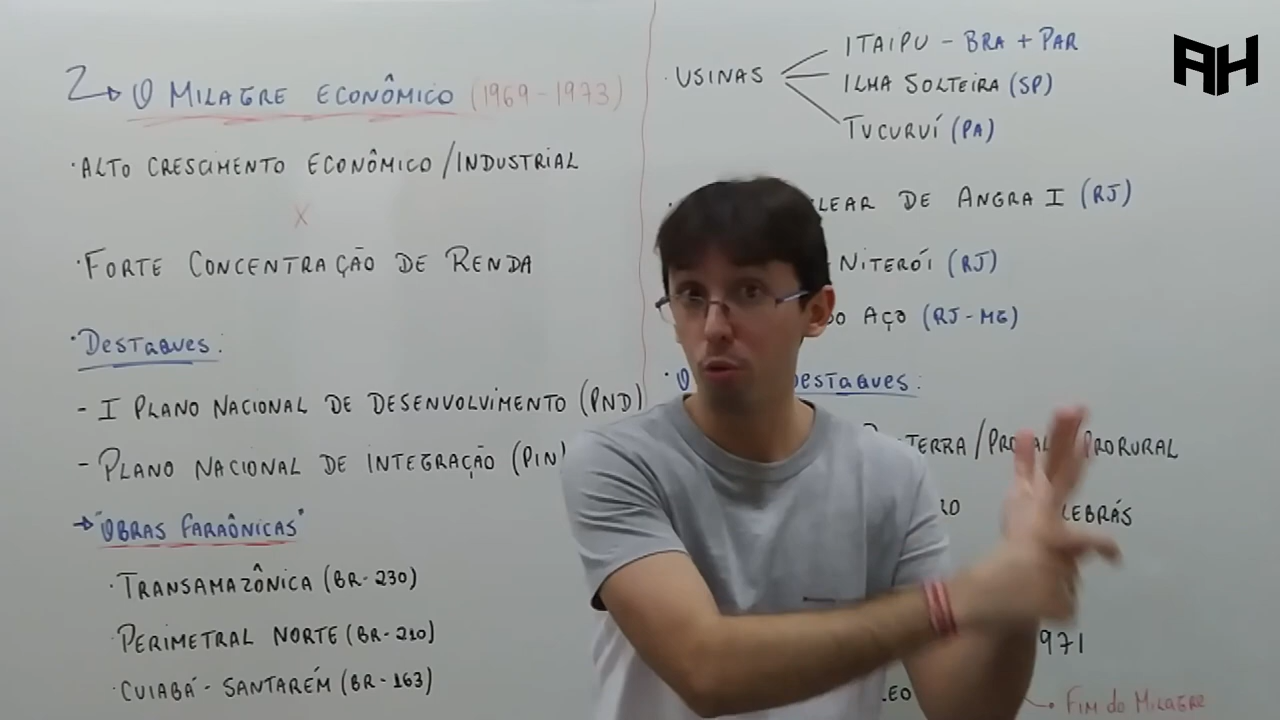 O MILAGRE ECONÔMICO (1969-1973)
· ALTO CRESCIMENTO ECONÔMICO/INDUSTRIAL
X
· FORTE CONCENTRAÇÃO DE RENDA
· DESTAQUES:
- I PLANO NACIONAL DE DESENVOLVIMENTO (PND)
- PLANO NACIONAL DE INTEGRAÇÃO (PIN)
→ "OBRAS FARAÔNICAS"
· TRANSAMAZÔNICA (BR-230)
· PERIMETRAL NORTE (BR-210)
· CUIABÁ - SANTARÉM (BR-163)
· USINAS
ITAIPU - BRA + PAR
ILHA SOLTEIRA (SP)
TUCURUÍ (PA)
DE ANGRA I (RJ)
NITERÓI (RJ)
AÇO (RJ-MG)
DESTAQUES:
PRORURAL
FIM DO MILAGRE
AH